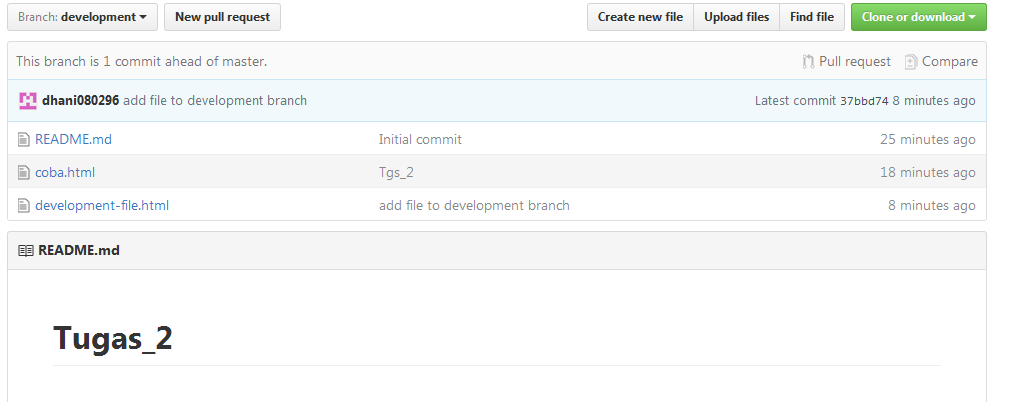 Branch: development New pull request Create new file Upload files Find file Clone or download
This branch is 1 commit ahead of master. Pull request Compare
dhani080296 add file to development branch Latest commit 37bbd74 8 minutes ago
README.md Initial commit 25 minutes ago
coba.html Tgs_2 18 minutes ago
development-file.html add file to development branch 8 minutes ago
README.md
Tugas_2